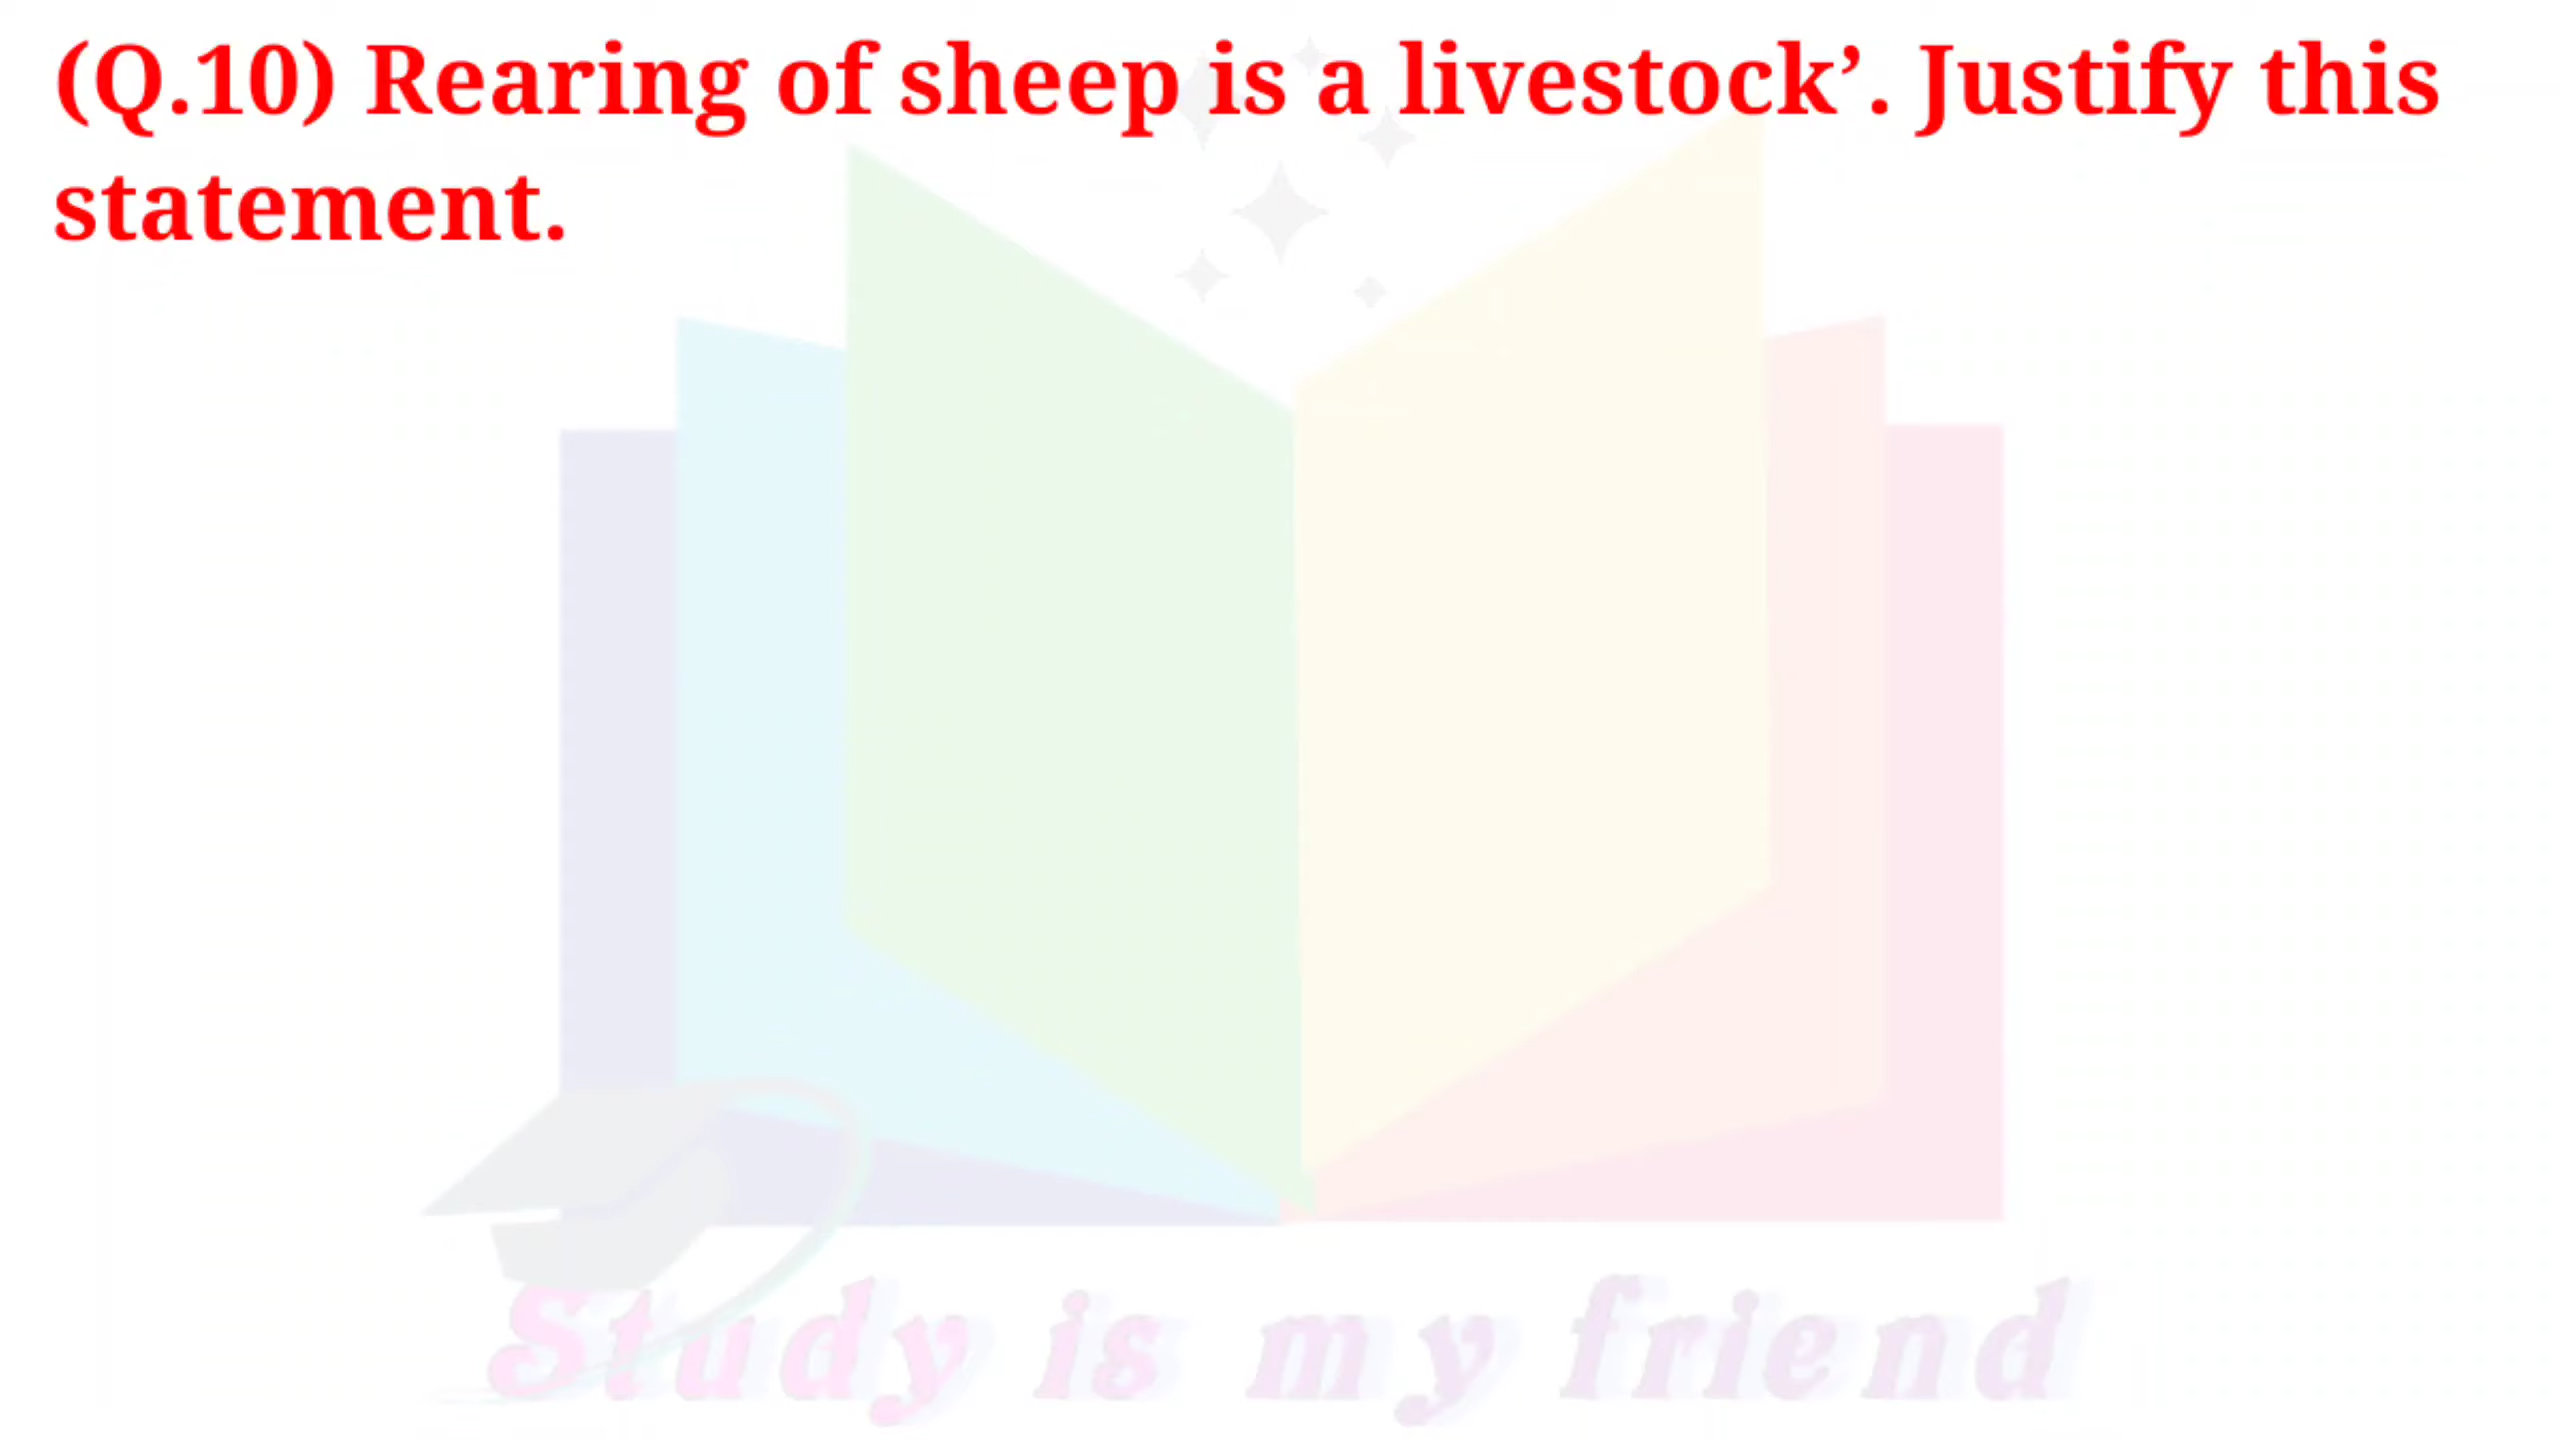 (Q.10) Rearing of sheep is a livestock’. Justify this
statement.
Study is my friend